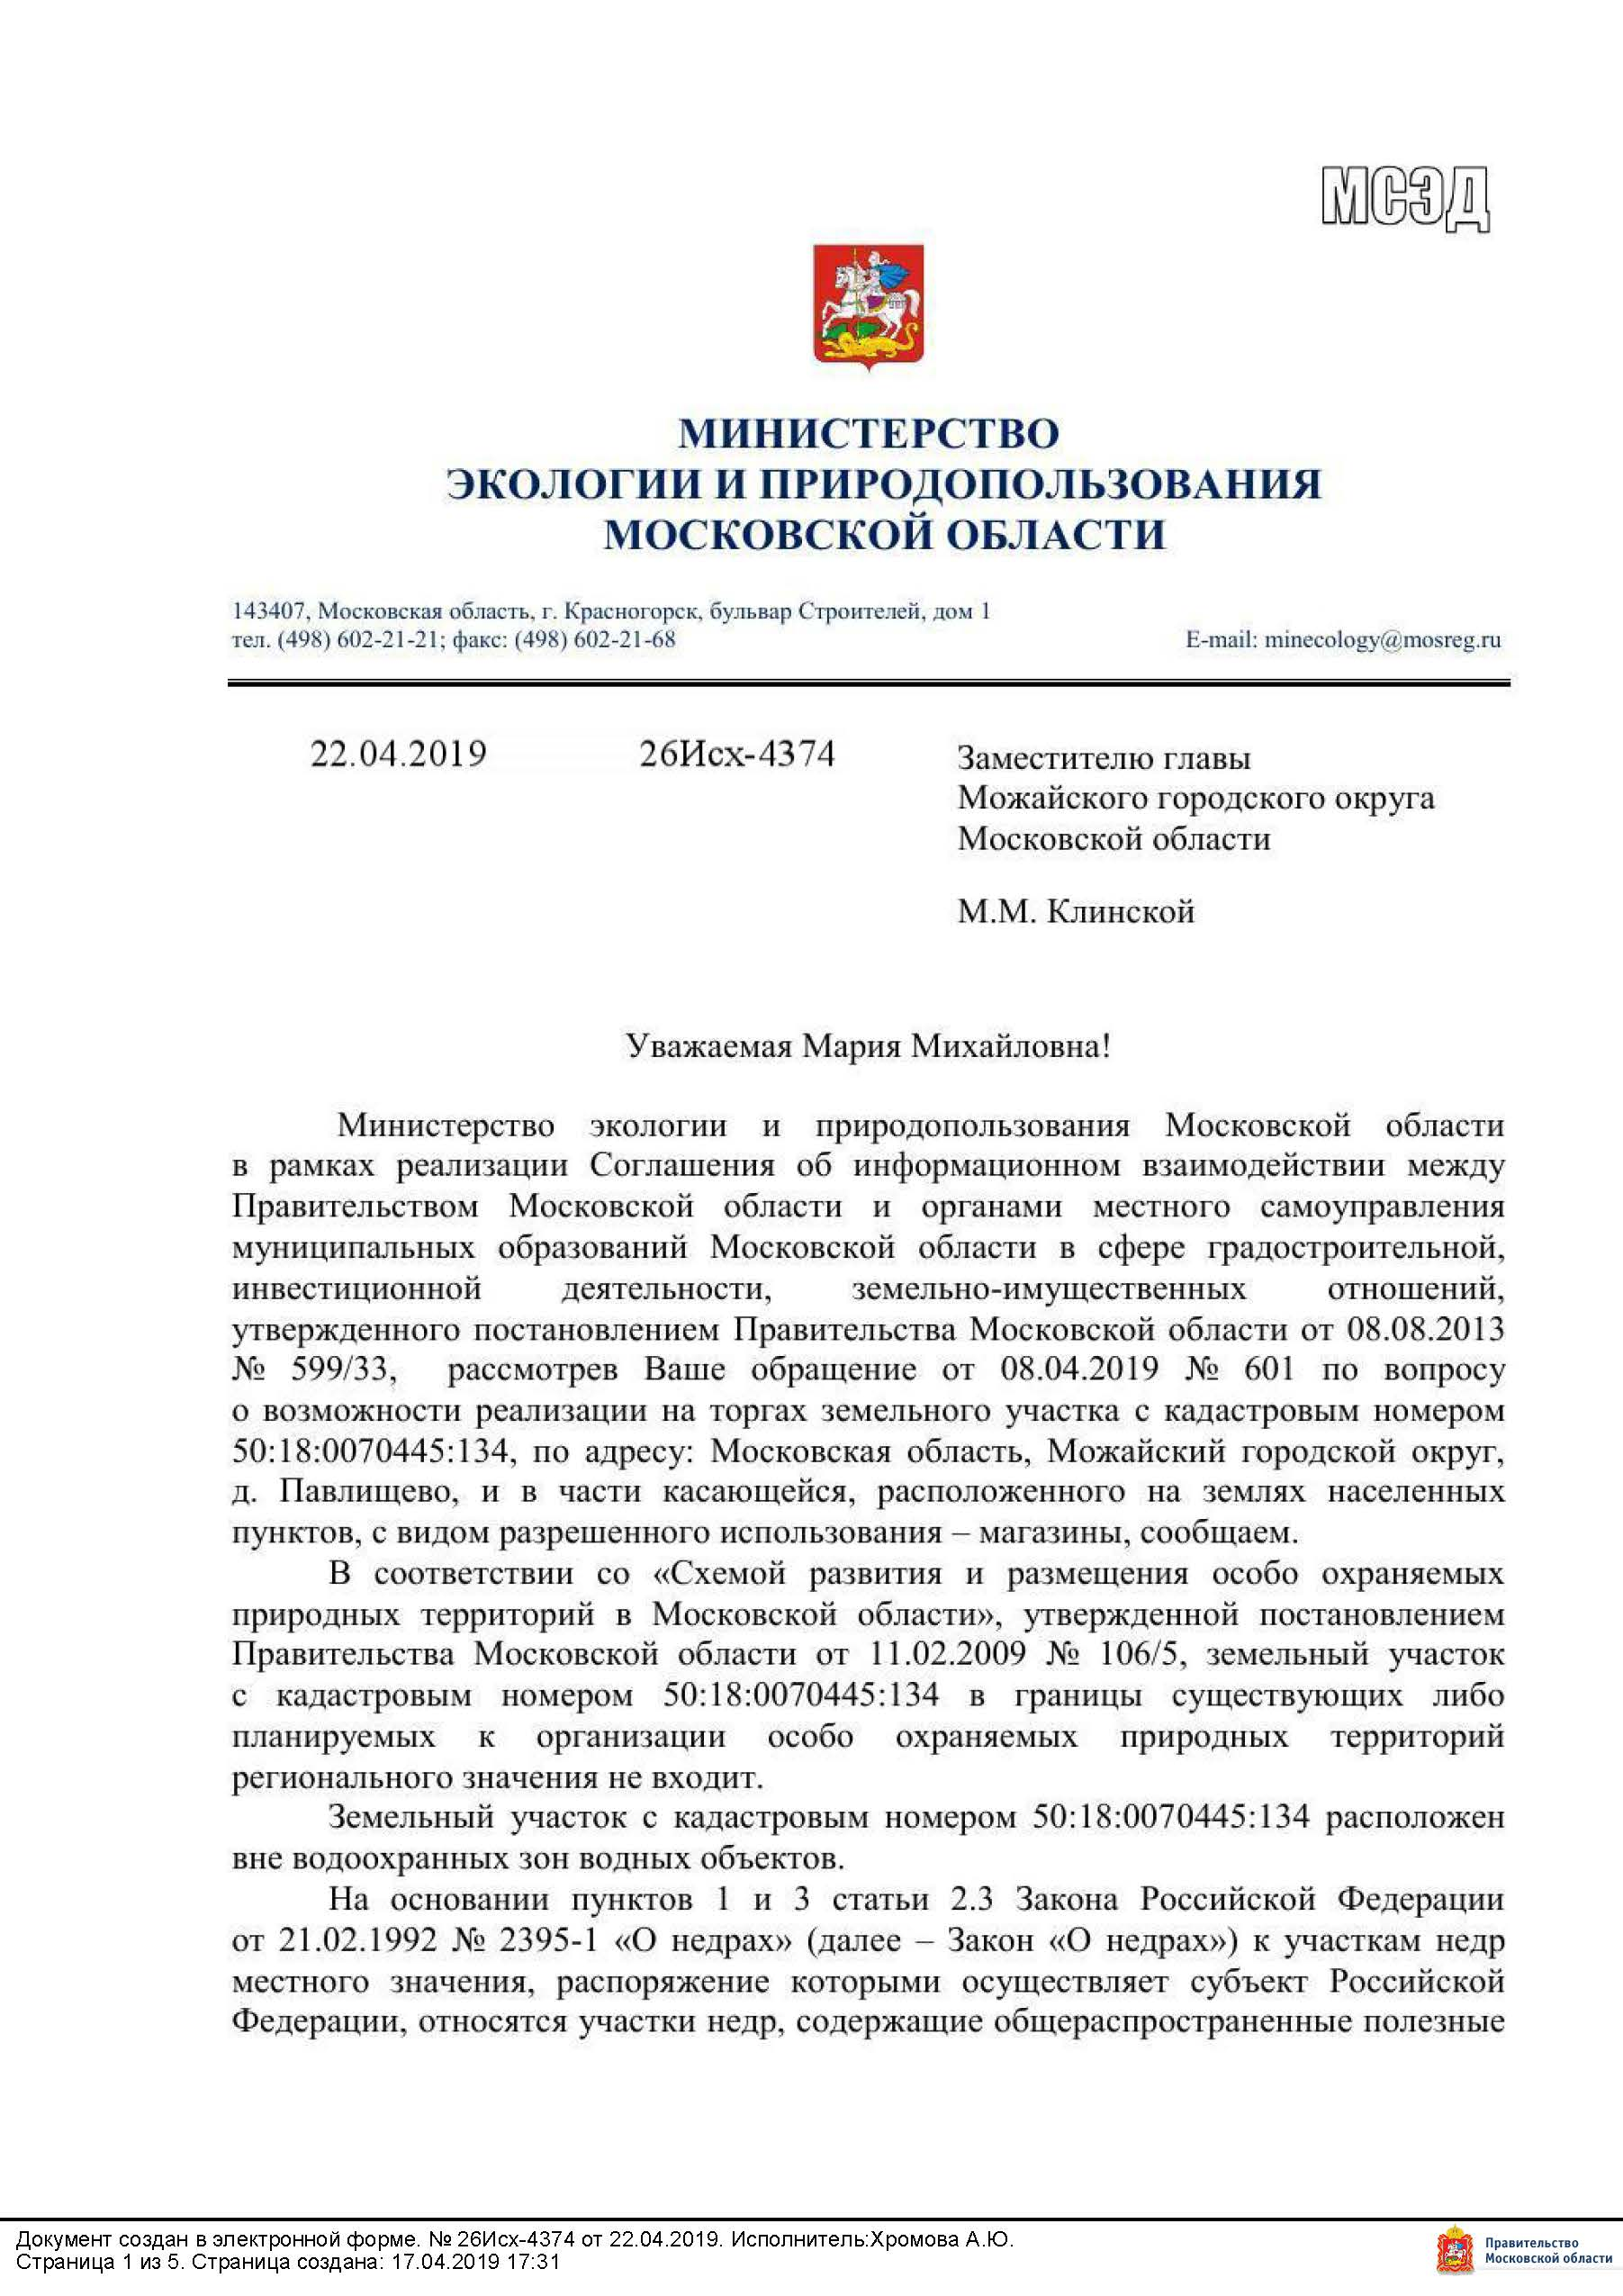 МСЭД
МИНИСТЕРСТВО
ЭКОЛОГИИ И ПРИРОДОПОЛЬЗОВАНИЯ
МОСКОВСКОЙ ОБЛАСТИ
143407, Московская область, г. Красногорск, бульвар Строителей, дом 1
тел. (498) 602-21-21; факс: (498) 602-21-68 E-mail: minecology@mosreg.ru
22.04.2019 26Исх-4374
Заместителю главы
Можайского городского округа
Московской области
М.М. Клинской
Уважаемая Мария Михайловна!
Министерство экологии и природопользования Московской области
в рамках реализации Соглашения об информационном взаимодействии между
Правительством Московской области и органами местного самоуправления
муниципальных образований Московской области в сфере градостроительной,
инвестиционной деятельности, земельно-имущественных отношений,
утвержденного постановлением Правительства Московской области от 08.08.2013
№ 599/33, рассмотрев Ваше обращение от 08.04.2019 № 601 по вопросу
о возможности реализации на торгах земельного участка с кадастровым номером
50:18:0070445:134, по адресу: Московская область, Можайский городской округ,
д. Павлищево, и в части касающейся, расположенного на землях населенных
пунктов, с видом разрешенного использования – магазины, сообщаем.
В соответствии со «Схемой развития и размещения особо охраняемых
природных территорий в Московской области», утвержденной постановлением
Правительства Московской области от 11.02.2009 № 106/5, земельный участок
с кадастровым номером 50:18:0070445:134 в границы существующих либо
планируемых к организации особо охраняемых природных территорий
регионального значения не входит.
Земельный участок с кадастровым номером 50:18:0070445:134 расположен
вне водоохранных зон водных объектов.
На основании пунктов 1 и 3 статьи 2.3 Закона Российской Федерации
от 21.02.1992 № 2395-1 «О недрах» (далее – Закон «О недрах») к участкам недр
местного значения, распоряжение которыми осуществляет субъект Российской
Федерации, относятся участки недр, содержащие общераспространенные полезные
Документ создан в электронной форме. № 26Исх-4374 от 22.04.2019. Исполнитель:Хромова А.Ю.
Страница 1 из 5. Страница создана: 17.04.2019 17:31
Правительство
Московской области